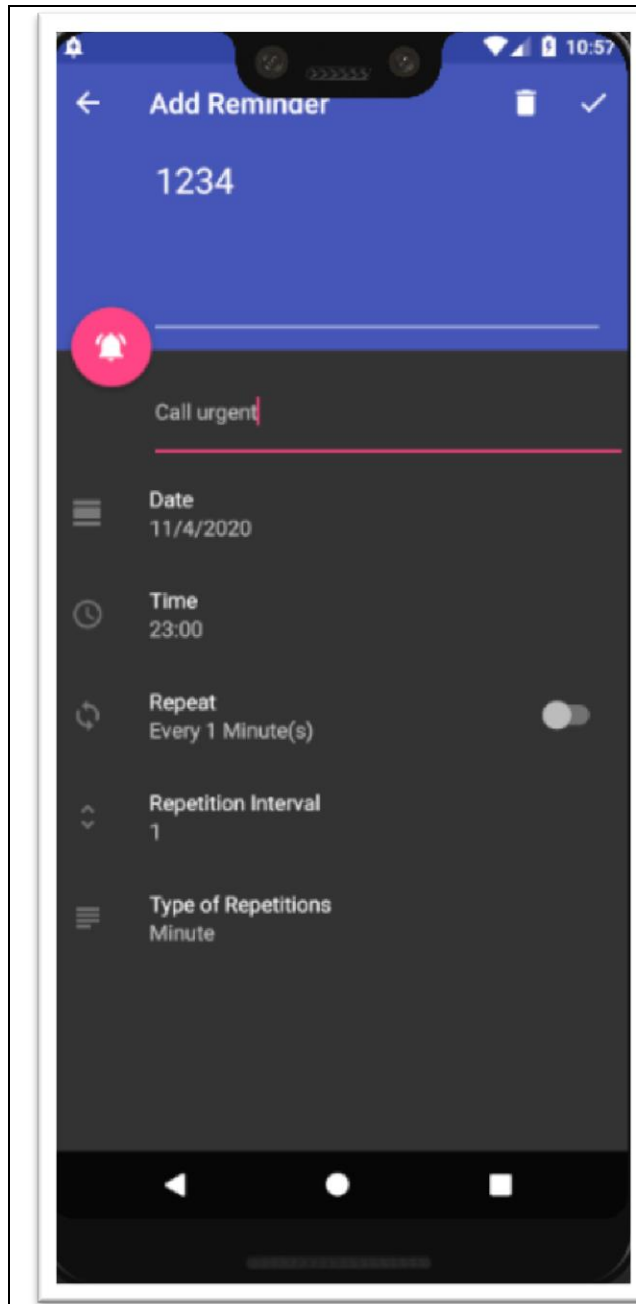 10:57
Add Reminder
1234
Call urgent
Date
11/4/2020
Time
23:00
Repeat
Every 1 Minute(s)
Repetition Interval
1
Type of Repetitions
Minute